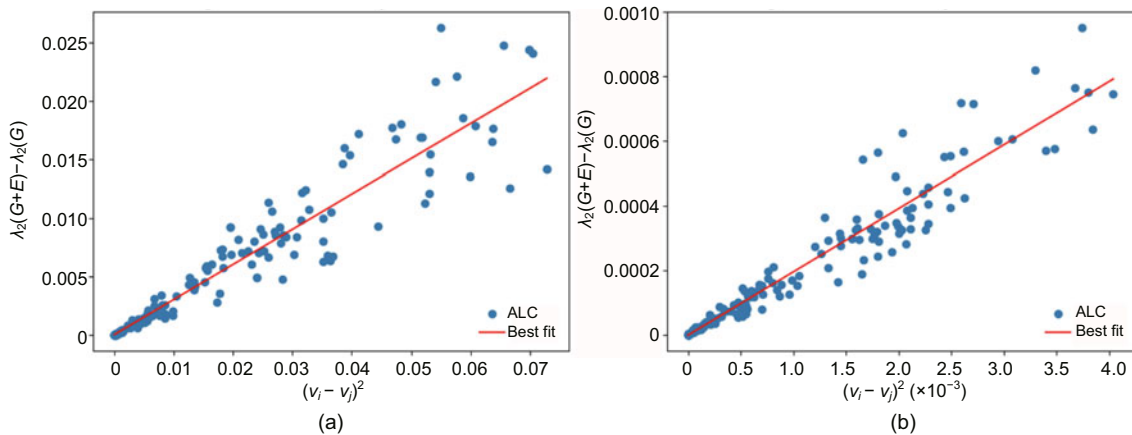 0.025
0.020
0.015
0.010
0.005
0
λ2(G+E)−λ2(G)
0 0.01 0.02 0.03 0.04 0.05 0.06 0.07
(vi − vj)2
ALC
Best fit
(a)
0.0010
0.0008
0.0006
0.0004
0.0002
0
λ2(G+E)−λ2(G)
0 0.5 1.0 1.5 2.0 2.5 3.0 3.5 4.0
(vi − vj)2 (×10−3)
ALC
Best fit
(b)